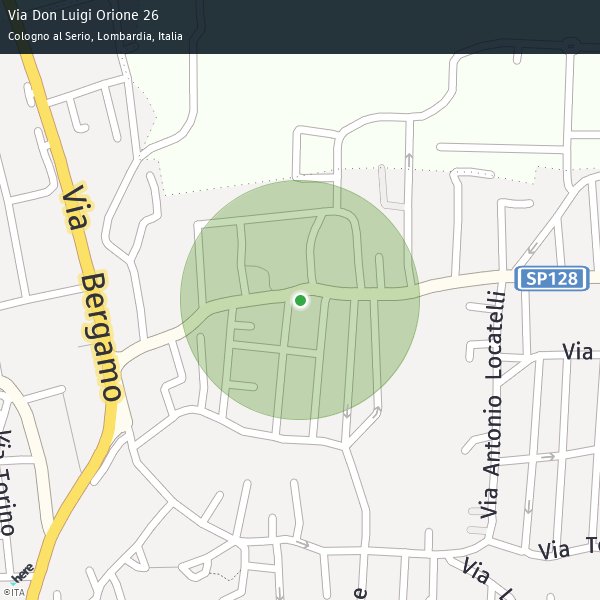 Via Don Luigi Orione 26
Cologno al Serio, Lombardia, Italia
Via Bergamo
SP128
Via Antonio Locatelli
Via
Via Torino
Via
Via
here
©ITA